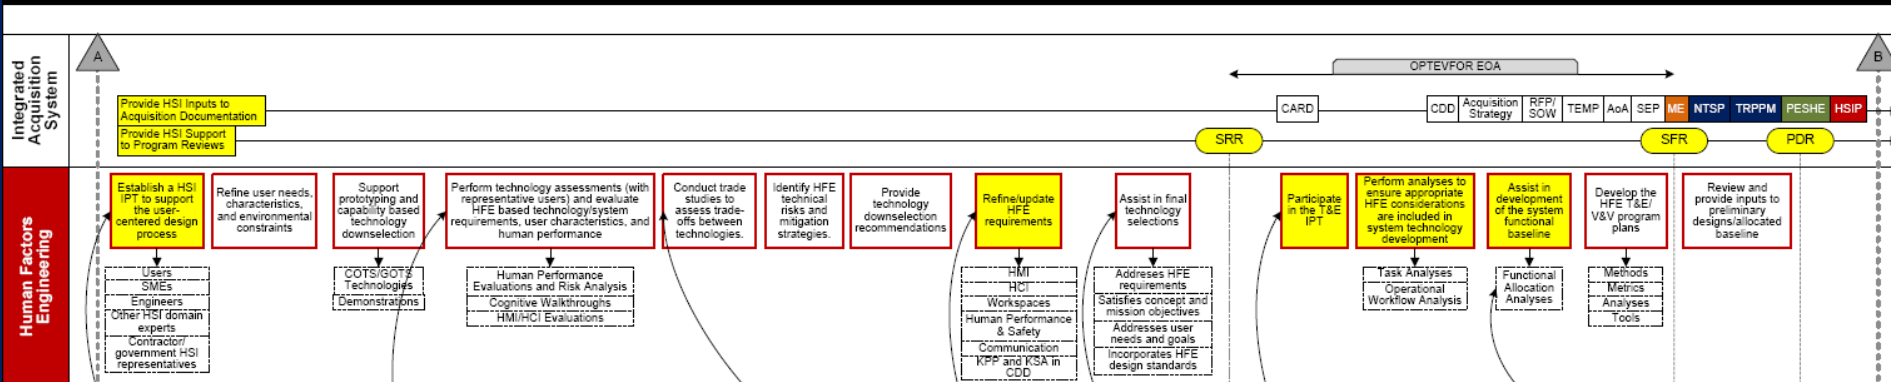 Integrated
Acquisition
System
A
B
OPTEVFOR EOA
Provide HSI Inputs to
Acquisition Documentation
CARD
CDD
Acquisition
Strategy
RFP/
SOW
TEMP
AoA
SEP
ME
NTSP
TRPPM
PESHE
HSIP
Provide HSI Support
to Program Reviews
SRR
SFR
PDR
Human Factors
Engineering
Establish a HSI
IPT to support
the user-
centered design
process
Users
SMEs
Engineers
Other HSI domain
experts
Contractor/
government HSI
representatives
Refine user needs,
characteristics,
and environmental
constraints
Support
prototyping and
capability based
technology
downselection
COTS/GOTS
Technologies
Demonstrations
Perform technology assessments (with
representative users) and evaluate
HFE based technology/system
requirements, user characteristics, and
human performance
Human Performance
Evaluations and Risk Analysis
Cognitive Walkthroughs
HMI/HCI Evaluations
Conduct trade
studies to
assess trade-
offs between
technologies.
Identify HFE
technical
risks and
mitigation
strategies.
Provide
technology
downselection
recommendations
Refine/update
HFE
requirements
HMI
HCI
Workspaces
Human Performance
& Safety
Communication
KPP and KSA in
CDD
Assist in final
technology
selections
Addreses HFE
requirements
Satisfies concept and
mission objectives
Addresses user
needs and goals
Incorporates HFE
design standards
Participate
in the T&E
IPT
Perform analyses to
ensure appropriate
HFE considerations
are included in
system technology
development
Task Analyses
Operational
Workflow Analysis
Assist in
development
of the system
functional
baseline
Functional
Allocation
Analyses
Develop the
HFE T&E/
V&V program
plans
Methods
Metrics
Analyses
Tools
Review and
provide inputs to
preliminary
designs/allocated
baseline